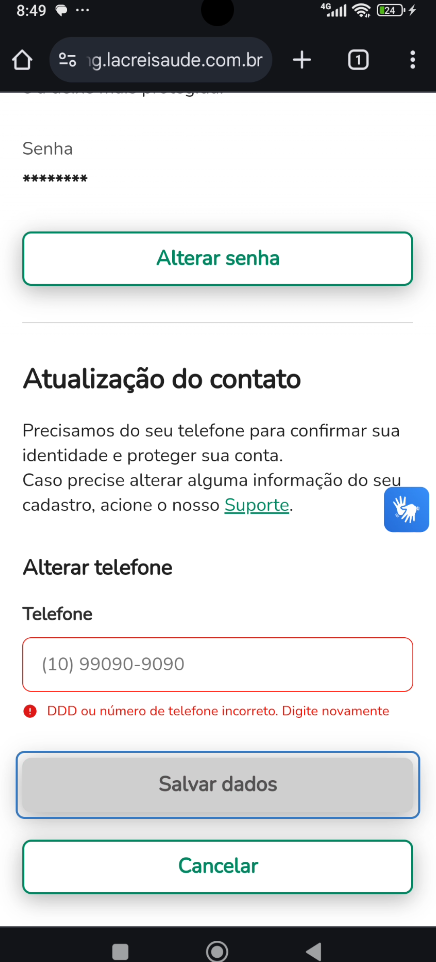 8:49
4G
24
ng.lacreisaude.com.br
1
Senha
********
Alterar senha
Atualização do contato
Precisamos do seu telefone para confirmar sua
identidade e proteger sua conta.
Caso precise alterar alguma informação do seu
cadastro, acione o nosso Suporte.
Alterar telefone
Telefone
(10) 99090-9090
DDD ou número de telefone incorreto. Digite novamente
Salvar dados
Cancelar